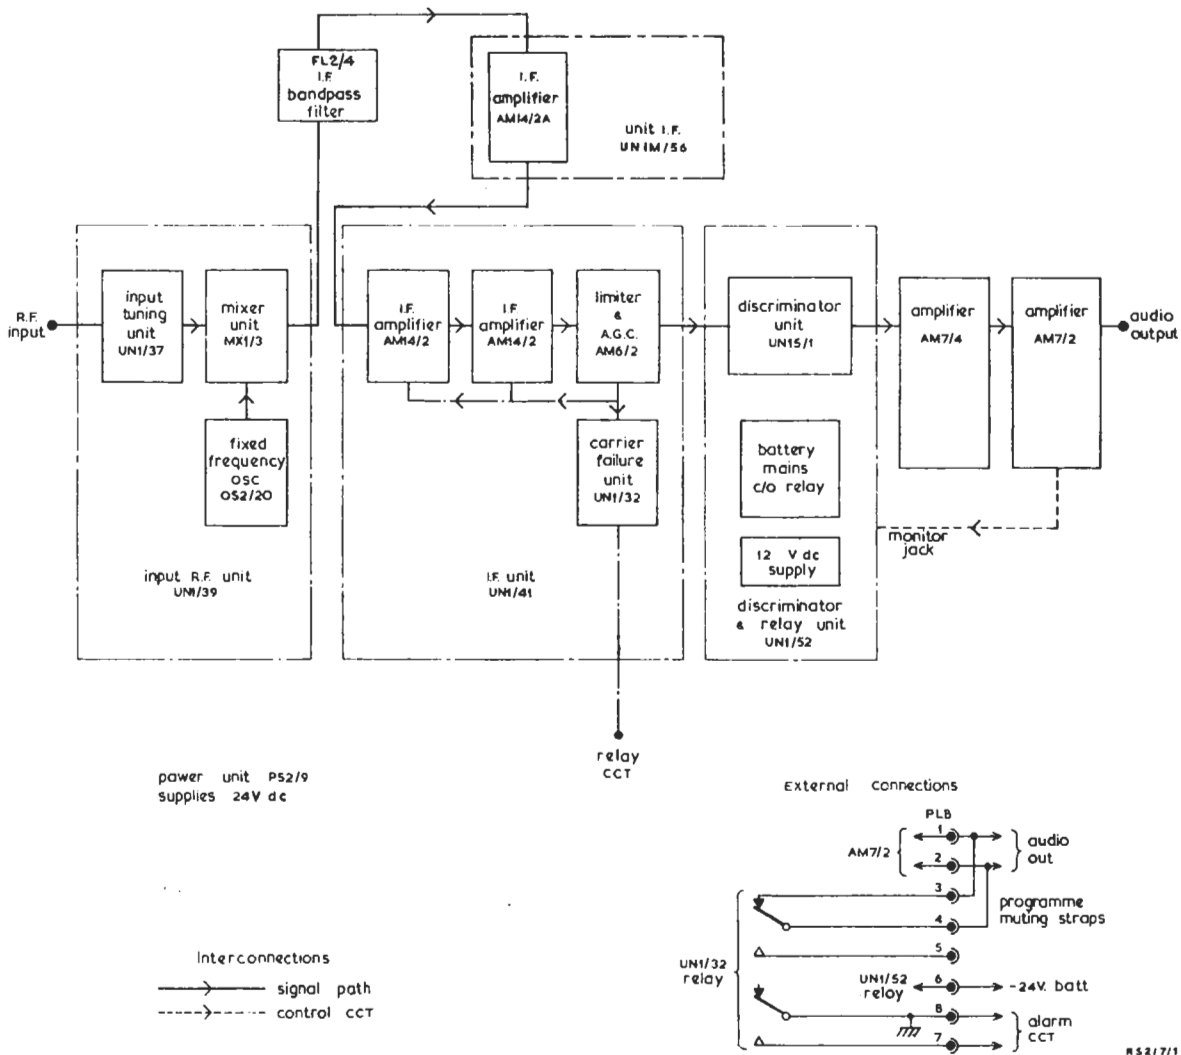 FL2/4
I.F.
bandpass
filter
I.F.
amplifier
AM14/2A
unit I.F.
UN1M/56
R.F.
input
input
tuning
unit
UN1/37
mixer
unit
MX1/3
fixed
frequency
osc
OS2/20
input R.F. unit
UN1/39
I.F.
amplifier
AM14/2
I.F.
amplifier
AM14/2
limiter
&
A.G.C.
AM6/2
carrier
failure
unit
UN1/32
I.F. unit
UN1/41
discriminator
unit
UN15/1
battery
mains
c/o relay
12 V dc
supply
discriminator
& relay unit
UN1/52
amplifier
AM7/4
amplifier
AM7/2
audio
output
monitor
jack
relay
CCT
power unit PS2/9
supplies 24V dc
Interconnections
signal path
control CCT
External connections
PLB
AM7/2
1
2
audio
out
3
4
programme
muting straps
5
UN1/32
relay
UN1/52
relay
6
-24V. batt
8
7
alarm
CCT
RS2/7/1